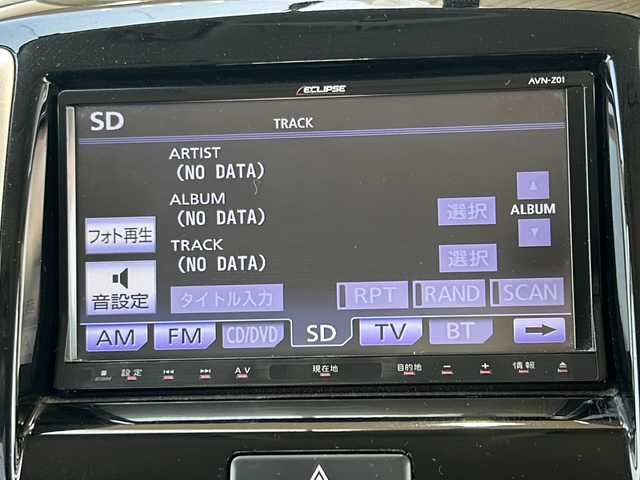 ECLIPSE AVN-Z01
SD TRACK
ARTIST
(NO DATA)
ALBUM
(NO DATA)
選択 ALBUM
フォト再生
TRACK
(NO DATA)
選択
音設定
タイトル入力 RPT RAND SCAN
AM FM CD/DVD SD TV BT
設定 AV 現在地 目的地 − + 情報